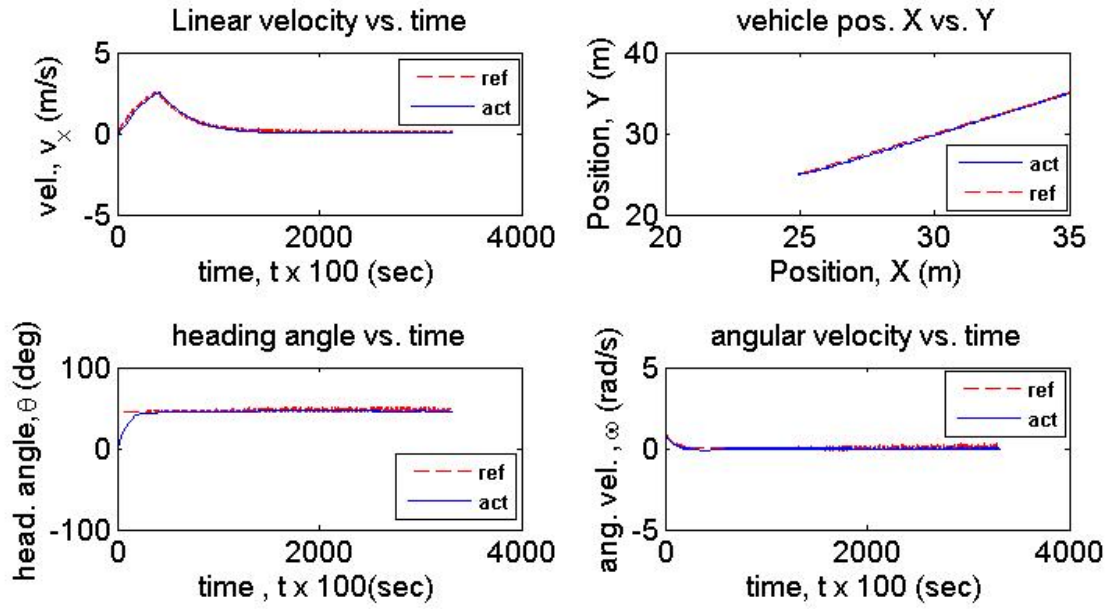 Linear velocity vs. time
vel., v_x (m/s)
5
0
-5
ref
act
0
2000
4000
time, t x 100 (sec)
vehicle pos. X vs. Y
Position, Y (m)
40
30
20
act
ref
20
25
30
35
Position, X (m)
heading angle vs. time
head. angle, θ (deg)
100
0
-100
ref
act
0
2000
4000
time , t x 100(sec)
angular velocity vs. time
ang. vel., ω (rad/s)
5
0
-5
ref
act
0
2000
4000
time, t x 100 (sec)